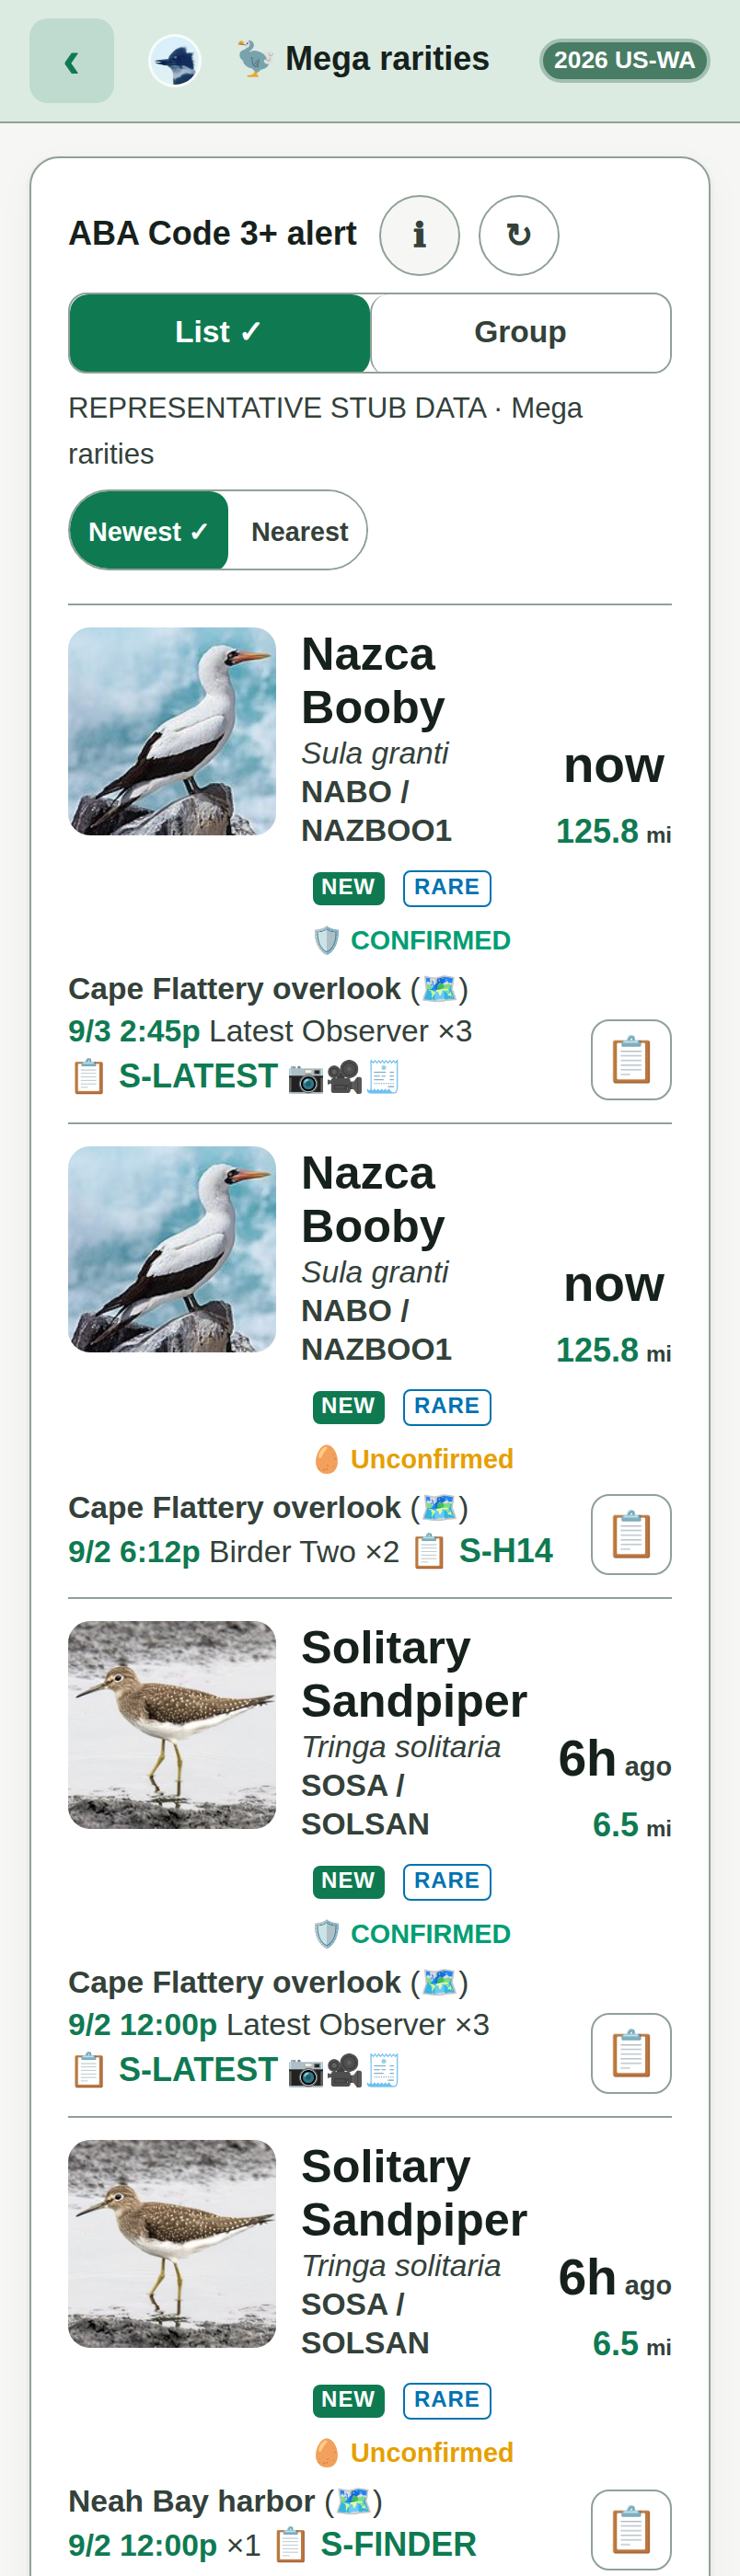 ‹ 🦤 Mega rarities 2026 US-WA
ABA Code 3+ alert ℹ ↻
List ✓ Group
REPRESENTATIVE STUB DATA · Mega
rarities
Newest ✓ Nearest
Nazca
Booby
Sula granti
NABO /
NAZBOO1
now
125.8 mi
NEW RARE
🛡️ CONFIRMED
Cape Flattery overlook (🗺️)
9/3 2:45p Latest Observer ×3
📋 S-LATEST 📷🎥🧾
📋
Nazca
Booby
Sula granti
NABO /
NAZBOO1
now
125.8 mi
NEW RARE
🥚 Unconfirmed
Cape Flattery overlook (🗺️)
9/2 6:12p Birder Two ×2 📋 S-H14
📋
Solitary
Sandpiper
Tringa solitaria
SOSA /
SOLSAN
6h ago
6.5 mi
NEW RARE
🛡️ CONFIRMED
Cape Flattery overlook (🗺️)
9/2 12:00p Latest Observer ×3
📋 S-LATEST 📷🎥🧾
📋
Solitary
Sandpiper
Tringa solitaria
SOSA /
SOLSAN
6h ago
6.5 mi
NEW RARE
🥚 Unconfirmed
Neah Bay harbor (🗺️)
9/2 12:00p ×1 📋 S-FINDER
📋